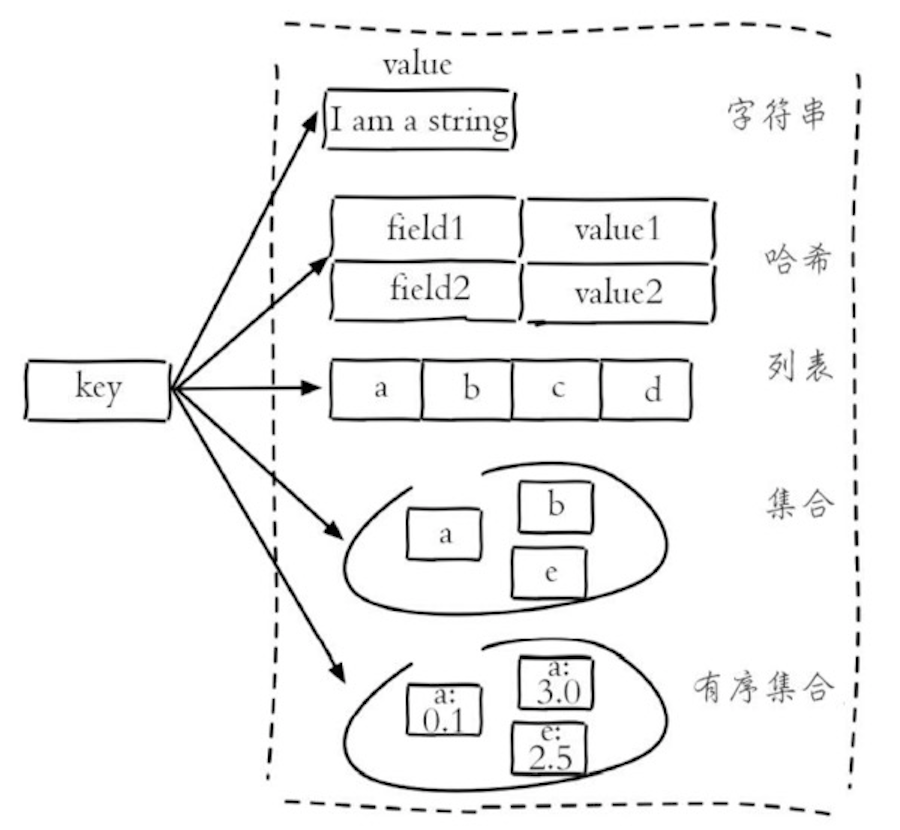 value
I am a string
字符串
field1 value1
哈希
field2 value2
列表
key
a b c d
集合
b
a
e
a:
3.0
有序集合
a:
0.1
e:
2.5